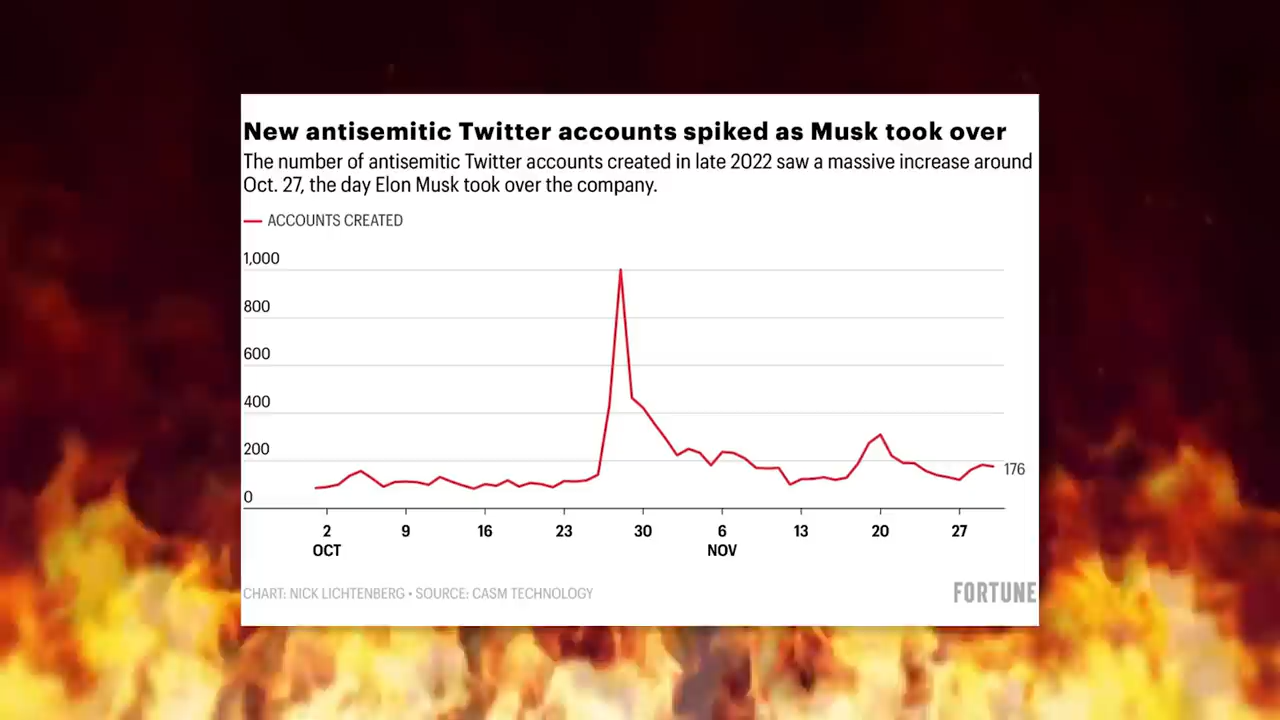 New antisemitic Twitter accounts spiked as Musk took over
The number of antisemitic Twitter accounts created in late 2022 saw a massive increase around
Oct. 27, the day Elon Musk took over the company.
ACCOUNTS CREATED
1,000
800
600
400
200
176
0
2 9 16 23 30 6 13 20 27
OCT NOV
CHART: NICK LICHTENBERG • SOURCE: CASM TECHNOLOGY
FORTUNE